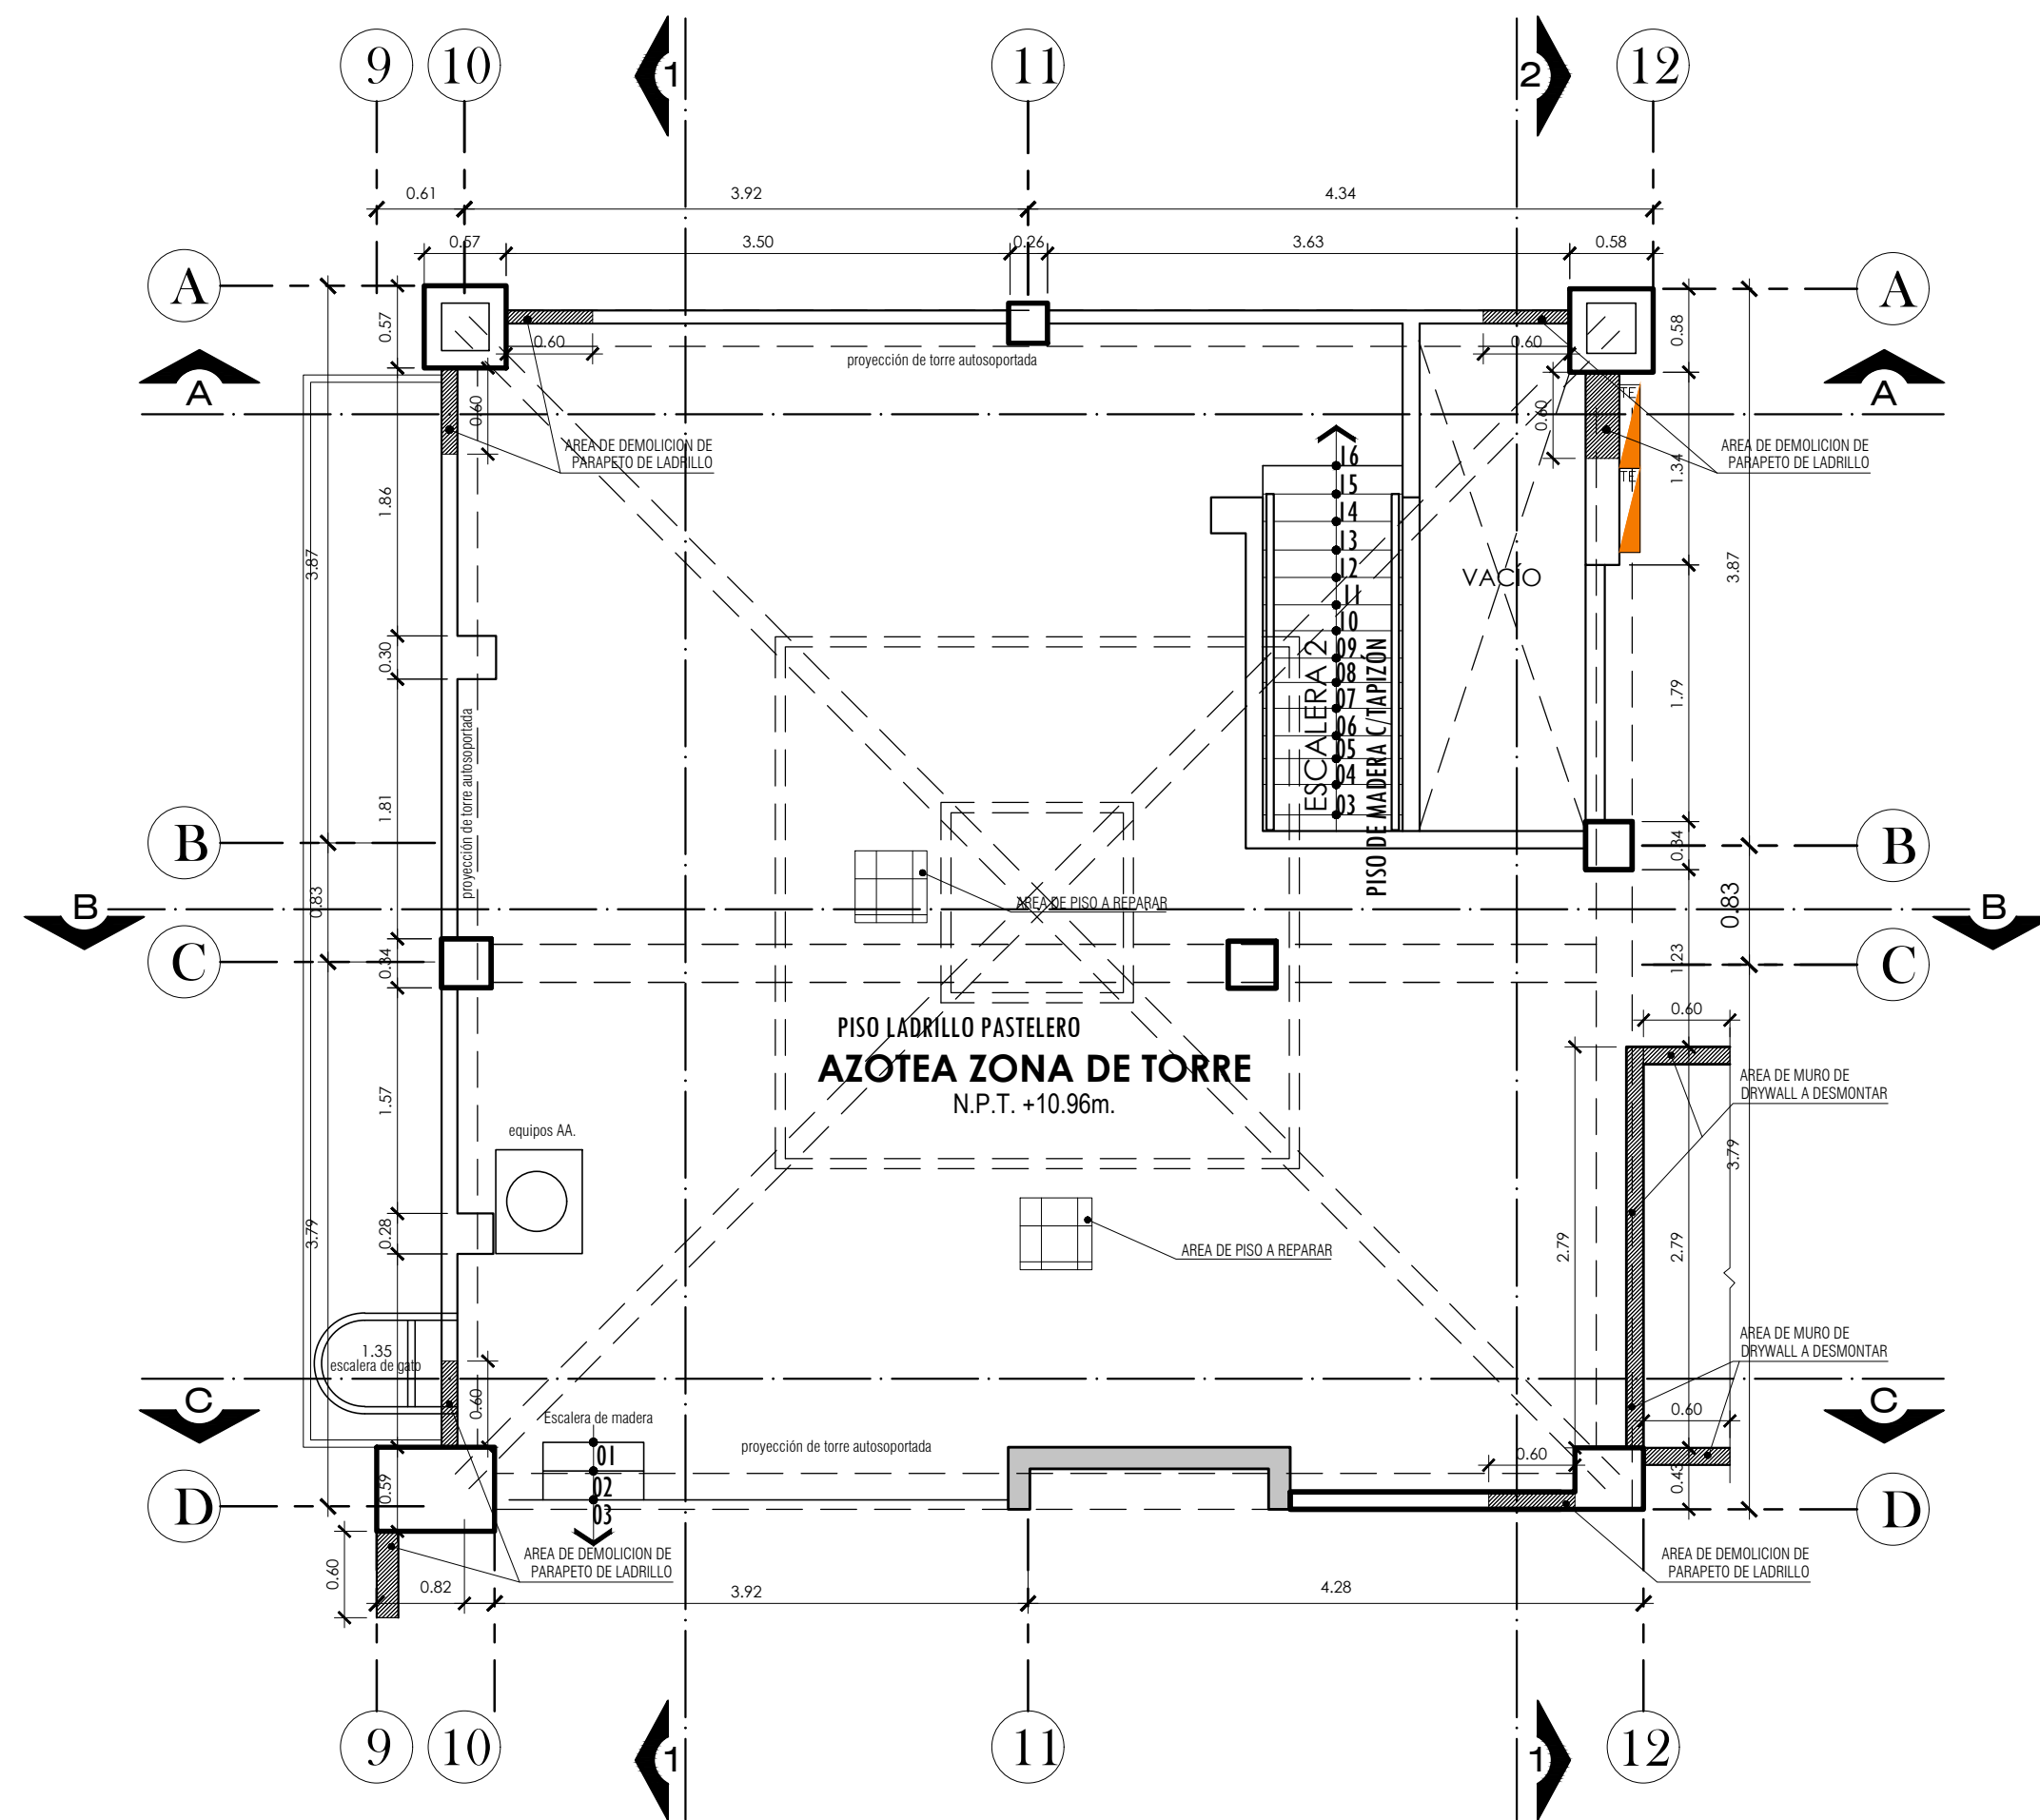 9
10
11
12
1
2
0.61
3.92
4.34
0.57
3.50
0.26
3.63
0.58
A
A
0.57
0.60
0.60
0.58
proyección de torre autosoportada
A
A
0.60
0.60
TE
1.34
AREA DE DEMOLICION DE
PARAPETO DE LADRILLO
AREA DE DEMOLICION DE
PARAPETO DE LADRILLO
TE
1.86
3.87
3.87
16
15
14
13
12
11
10
09
08
07
06
05
04
03
VACÍO
ESCALERA 2
PISO DE MADERA C/TAPIZÓN
0.30
1.79
proyección de torre autosoportada
1.81
B
B
0.34
0.83
0.83
AREA DE PISO A REPARAR
B
B
C
C
0.34
1.23
0.60
PISO LADRILLO PASTELERO
AZOTEA ZONA DE TORRE
N.P.T. +10.96m.
AREA DE MURO DE
DRYWALL A DESMONTAR
1.57
equipos AA.
3.79
3.79
0.28
2.79
2.79
AREA DE PISO A REPARAR
AREA DE MURO DE
DRYWALL A DESMONTAR
1.35
escalera de gato
C
C
0.60
0.60
Escalera de madera
proyección de torre autosoportada
01
02
03
0.60
0.59
0.43
D
D
AREA DE DEMOLICION DE
PARAPETO DE LADRILLO
AREA DE DEMOLICION DE
PARAPETO DE LADRILLO
0.60
0.82
3.92
4.28
9
10
11
12
1
1